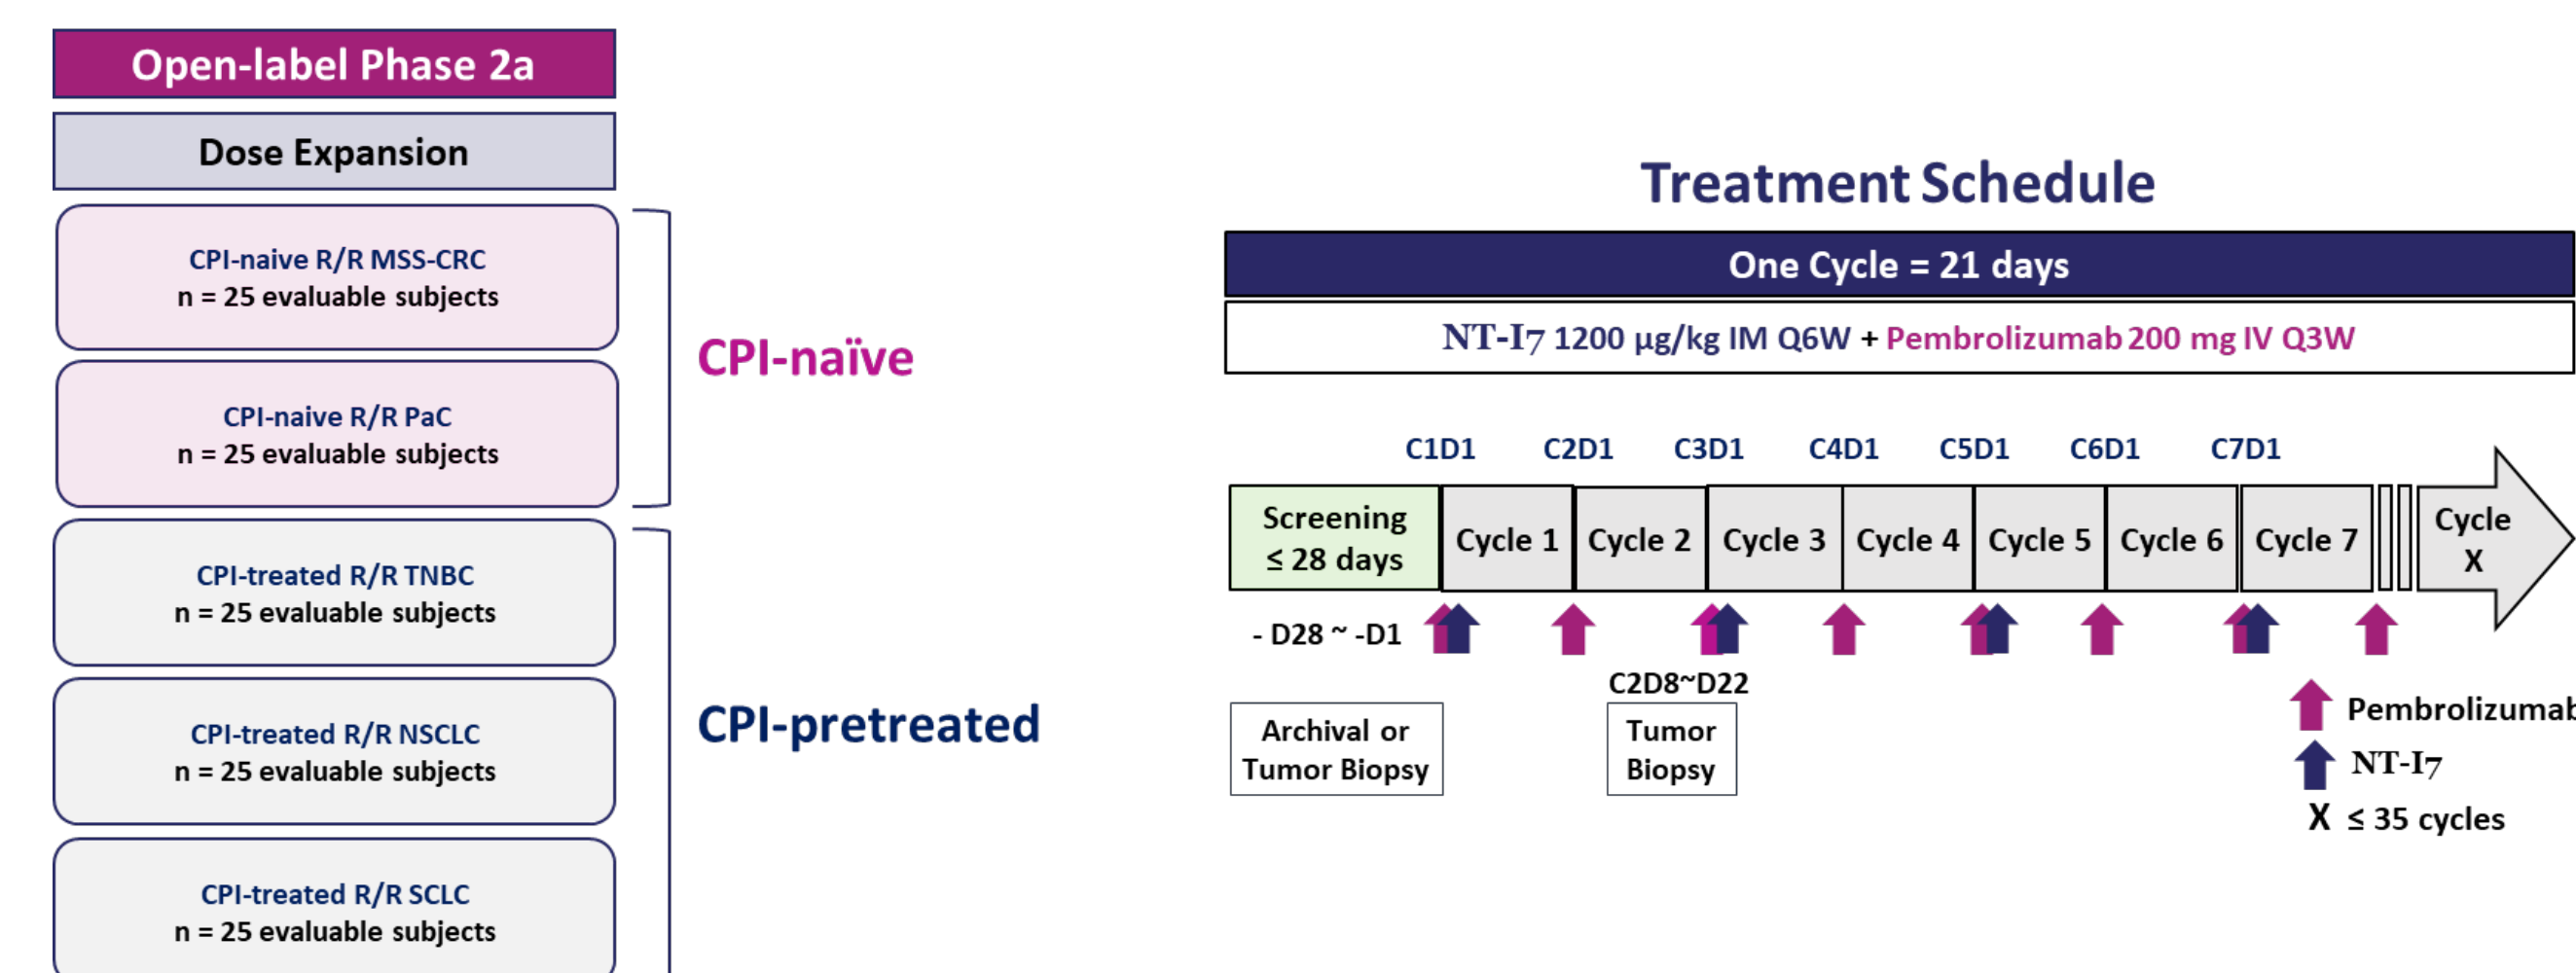 Open-label Phase 2a
Dose Expansion
CPI-naive R/R MSS-CRC
n = 25 evaluable subjects
CPI-naive R/R PaC
n = 25 evaluable subjects
CPI-naïve
CPI-treated R/R TNBC
n = 25 evaluable subjects
CPI-treated R/R NSCLC
n = 25 evaluable subjects
CPI-treated R/R SCLC
n = 25 evaluable subjects
CPI-pretreated
Treatment Schedule
One Cycle = 21 days
NT-I7 1200 µg/kg IM Q6W + Pembrolizumab 200 mg IV Q3W
C1D1 C2D1 C3D1 C4D1 C5D1 C6D1 C7D1
Screening
≤ 28 days
Cycle 1 Cycle 2 Cycle 3 Cycle 4 Cycle 5 Cycle 6 Cycle 7
Cycle
X
- D28 ~ -D1
C2D8~D22
Archival or
Tumor Biopsy
Tumor
Biopsy
Pembrolizumab
NT-I7
X ≤ 35 cycles